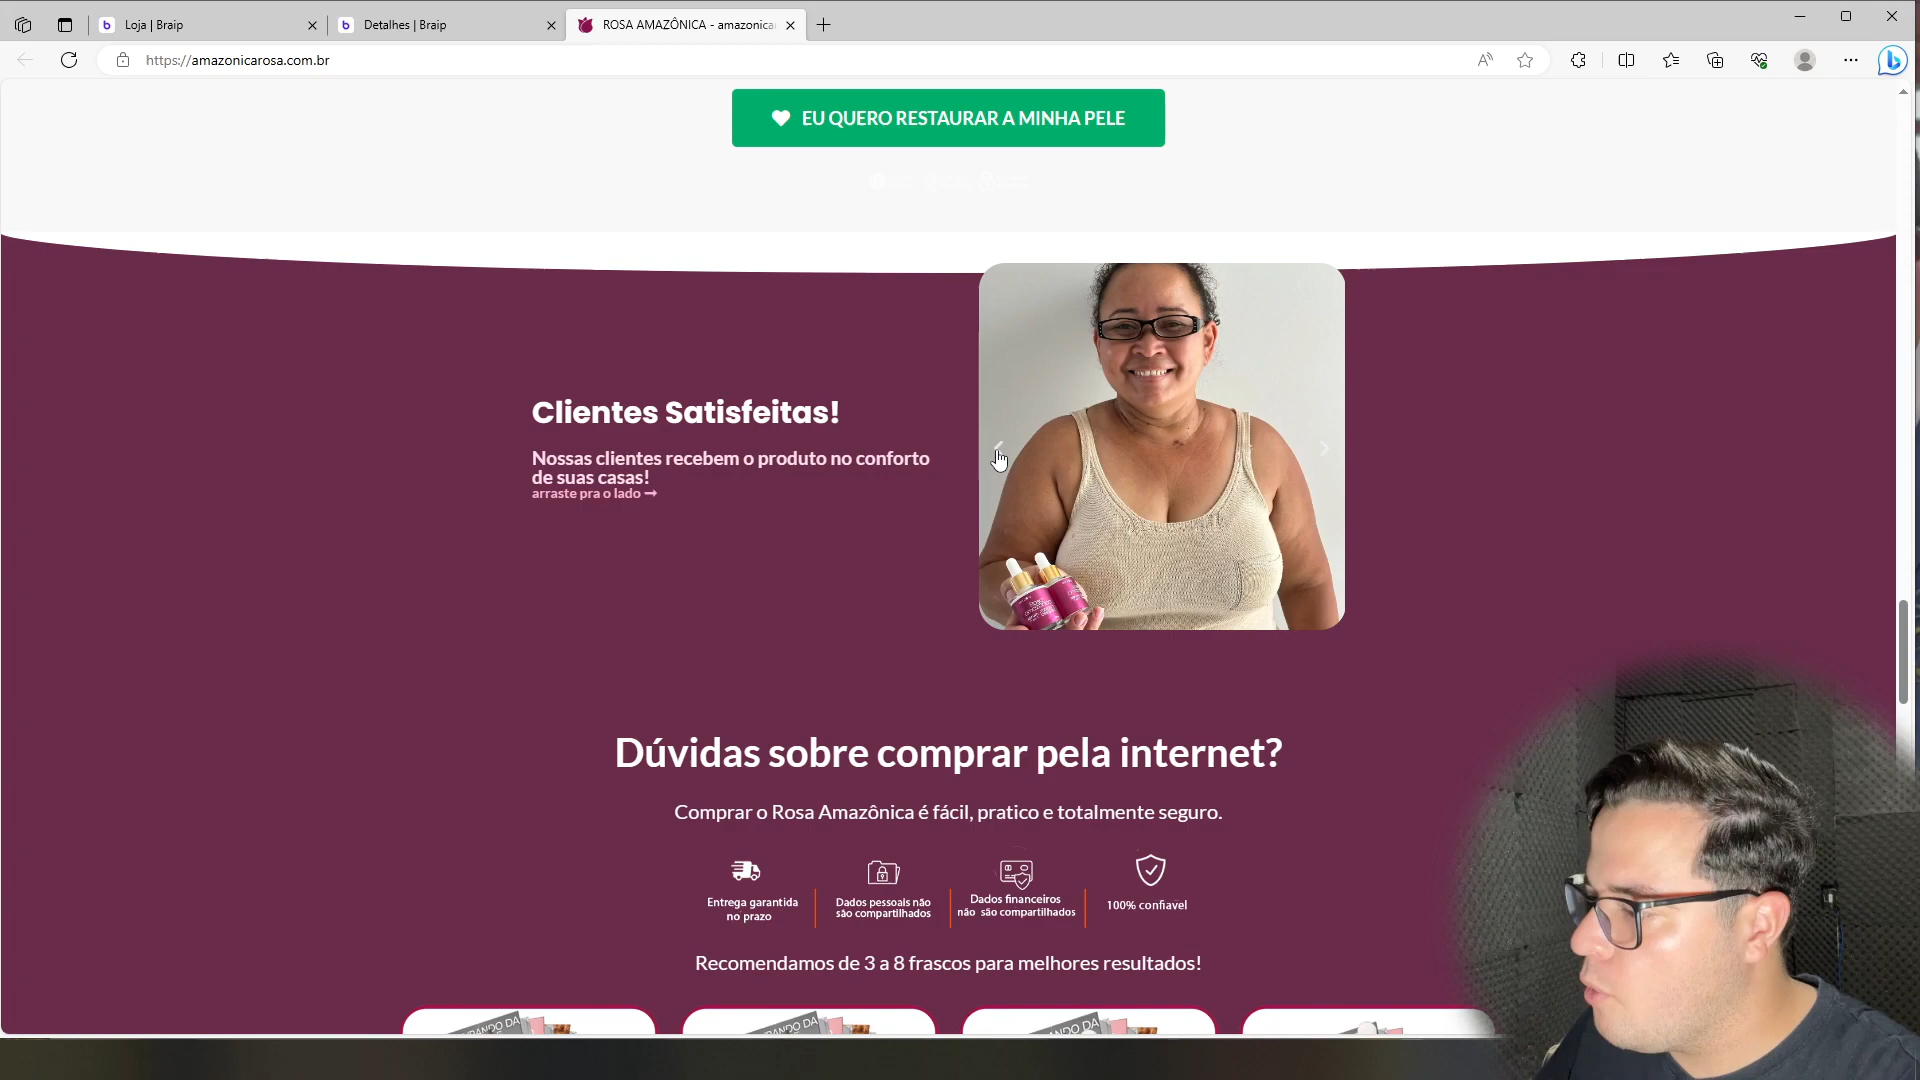 Loja | Braip
Detalhes | Braip
ROSA AMAZÔNICA - amazonica
https://amazonicarosa.com.br
EU QUERO RESTAURAR A MINHA PELE
Clientes Satisfeitas!
Nossas clientes recebem o produto no conforto
de suas casas!
arraste pra o lado ➞
Dúvidas sobre comprar pela internet?
Comprar o Rosa Amazônica é fácil, pratico e totalmente seguro.
Entrega garantida
no prazo
Dados pessoais não
são compartilhados
Dados financeiros
não são compartilhados
100% confiavel
Recomendamos de 3 a 8 frascos para melhores resultados!